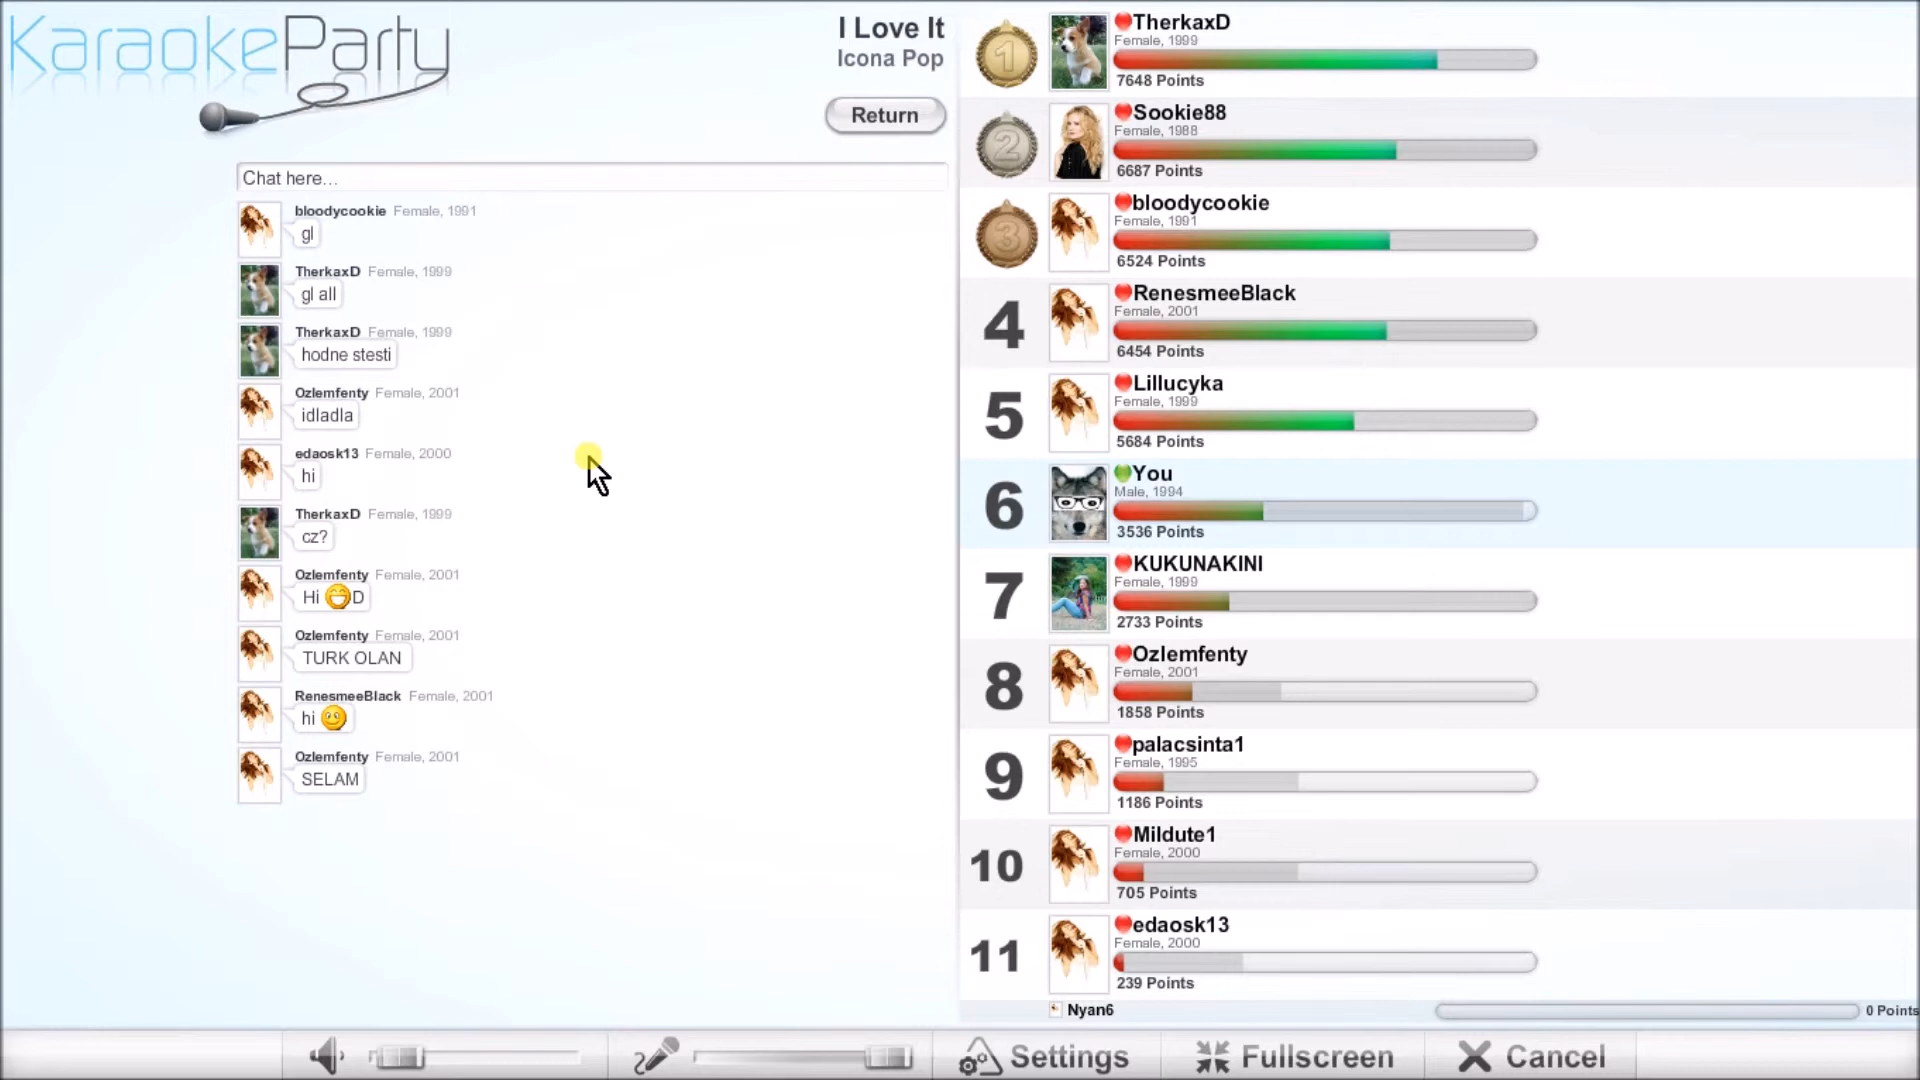 KaraokeParty
I Love It
Icona Pop
Return
Chat here...
bloodycookie Female, 1991
gl
TherkaxD Female, 1999
gl all
TherkaxD Female, 1999
hodne stesti
Ozlemfenty Female, 2001
idladla
edaosk13 Female, 2000
hi
TherkaxD Female, 1999
cz?
Ozlemfenty Female, 2001
Hi D
Ozlemfenty Female, 2001
TURK OLAN
RenesmeeBlack Female, 2001
hi
Ozlemfenty Female, 2001
SELAM
1
TherkaxD
Female, 1999
7648 Points
2
Sookie88
Female, 1988
6687 Points
3
bloodycookie
Female, 1991
6524 Points
4
RenesmeeBlack
Female, 2001
6454 Points
5
Lillucyka
Female, 1999
5684 Points
6
You
Male, 1994
3536 Points
7
KUKUNAKINI
Female, 1999
2733 Points
8
Ozlemfenty
Female, 2001
1858 Points
9
palacsinta1
Female, 1995
1186 Points
10
Mildute1
Female, 2000
705 Points
11
edaosk13
Female, 2000
239 Points
Nyan6 0 Points
Settings Fullscreen Cancel